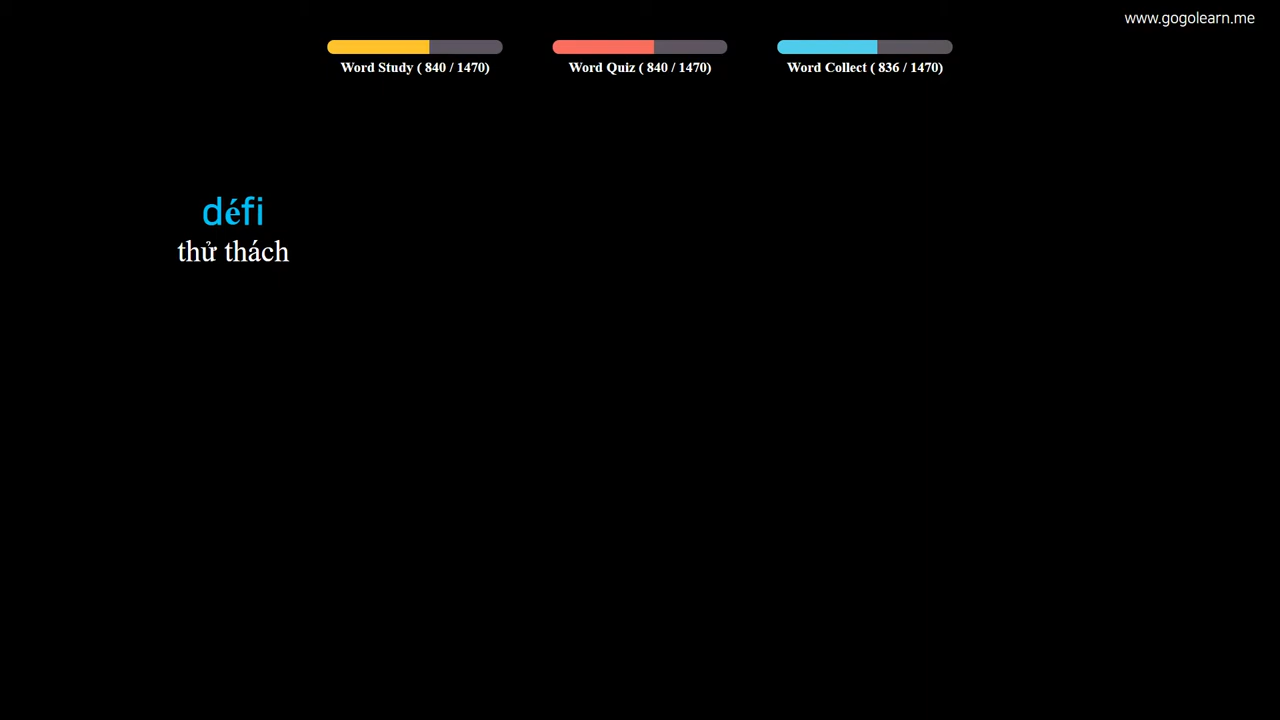 www.gogolearn.me
Word Study ( 840 / 1470)
Word Quiz ( 840 / 1470)
Word Collect ( 836 / 1470)
défi
thử thách